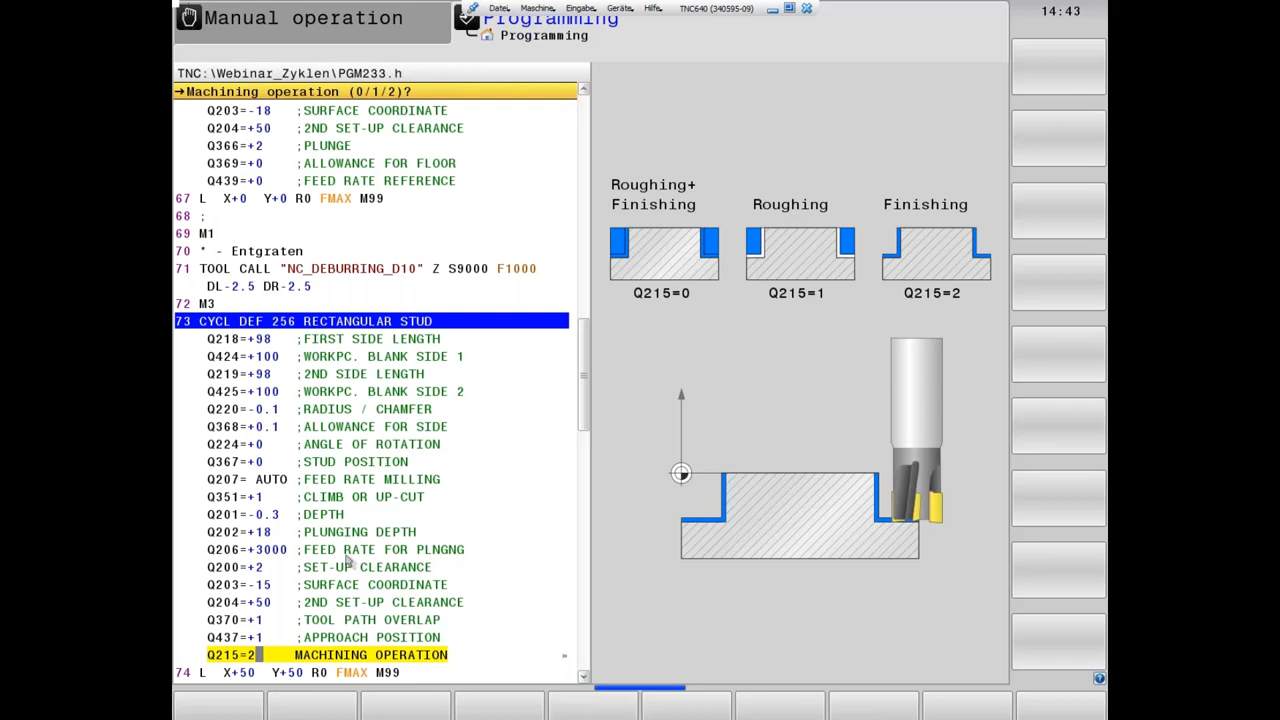 Manual operation
Datei Maschine Eingabe Geräte Hilfe TNC640 (340595-09)
Programming
Programming
14:43
TNC:\Webinar_Zyklen\PGM233.h
→Machining operation (0/1/2)?
Q203=-18 ;SURFACE COORDINATE
Q204=+50 ;2ND SET-UP CLEARANCE
Q366=+2 ;PLUNGE
Q369=+0 ;ALLOWANCE FOR FLOOR
Q439=+0 ;FEED RATE REFERENCE
67 L X+0 Y+0 R0 FMAX M99
68 ;
69 M1
70 * - Entgraten
71 TOOL CALL "NC_DEBURRING_D10" Z S9000 F1000
DL-2.5 DR-2.5
72 M3
73 CYCL DEF 256 RECTANGULAR STUD
Q218=+98 ;FIRST SIDE LENGTH
Q424=+100 ;WORKPC. BLANK SIDE 1
Q219=+98 ;2ND SIDE LENGTH
Q425=+100 ;WORKPC. BLANK SIDE 2
Q220=-0.1 ;RADIUS / CHAMFER
Q368=+0.1 ;ALLOWANCE FOR SIDE
Q224=+0 ;ANGLE OF ROTATION
Q367=+0 ;STUD POSITION
Q207= AUTO ;FEED RATE MILLING
Q351=+1 ;CLIMB OR UP-CUT
Q201=-0.3 ;DEPTH
Q202=+18 ;PLUNGING DEPTH
Q206=+3000 ;FEED RATE FOR PLNGNG
Q200=+2 ;SET-UP CLEARANCE
Q203=-15 ;SURFACE COORDINATE
Q204=+50 ;2ND SET-UP CLEARANCE
Q370=+1 ;TOOL PATH OVERLAP
Q437=+1 ;APPROACH POSITION
Q215=2 MACHINING OPERATION »
74 L X+50 Y+50 R0 FMAX M99
Roughing+
Finishing
Roughing
Finishing
Q215=0
Q215=1
Q215=2